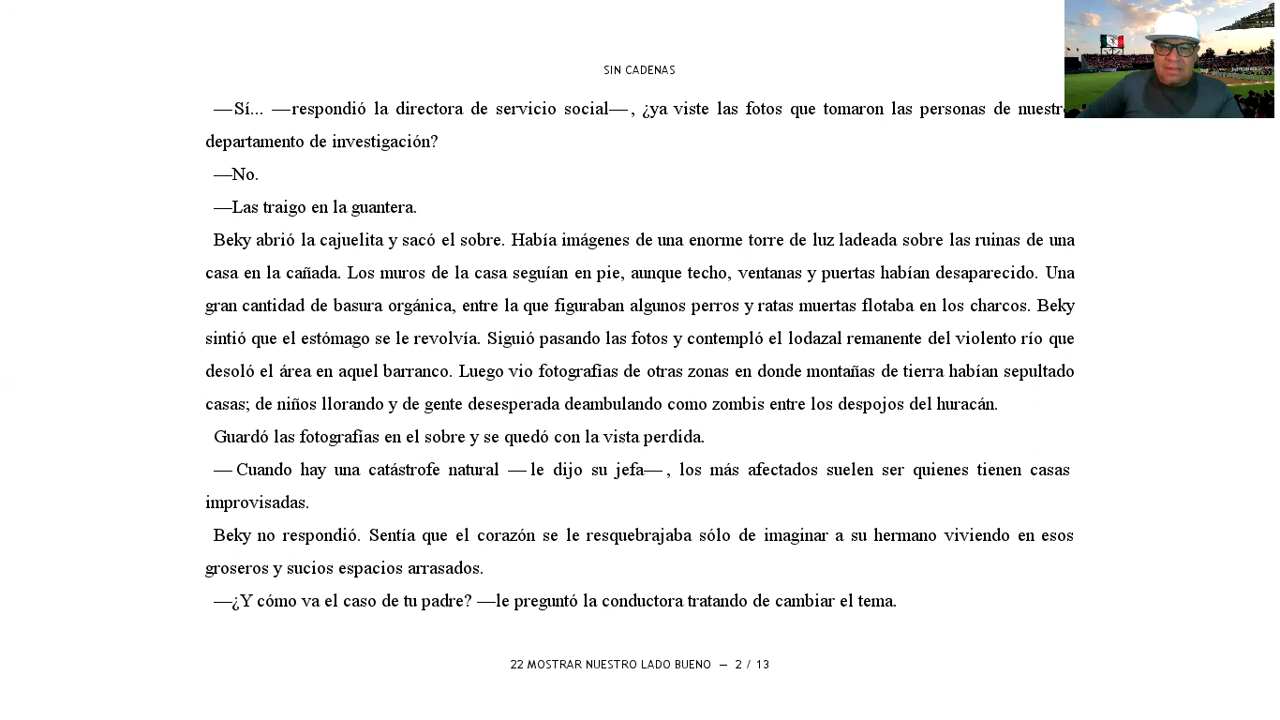 SIN CADENAS
—Sí... —respondió la directora de servicio social—, ¿ya viste las fotos que tomaron las personas de nuestro
departamento de investigación?
—No.
—Las traigo en la guantera.
Beky abrió la cajuelita y sacó el sobre. Había imágenes de una enorme torre de luz ladeada sobre las ruinas de una
casa en la cañada. Los muros de la casa seguían en pie, aunque techo, ventanas y puertas habían desaparecido. Una
gran cantidad de basura orgánica, entre la que figuraban algunos perros y ratas muertas flotaba en los charcos. Beky
sintió que el estómago se le revolvía. Siguió pasando las fotos y contempló el lodazal remanente del violento río que
desoló el área en aquel barranco. Luego vio fotografías de otras zonas en donde montañas de tierra habían sepultado
casas; de niños llorando y de gente desesperada deambulando como zombis entre los despojos del huracán.
Guardó las fotografías en el sobre y se quedó con la vista perdida.
—Cuando hay una catástrofe natural —le dijo su jefa—, los más afectados suelen ser quienes tienen casas
improvisadas.
Beky no respondió. Sentía que el corazón se le resquebrajaba sólo de imaginar a su hermano viviendo en esos
groseros y sucios espacios arrasados.
—¿Y cómo va el caso de tu padre? —le preguntó la conductora tratando de cambiar el tema.
22 MOSTRAR NUESTRO LADO BUENO — 2 / 13